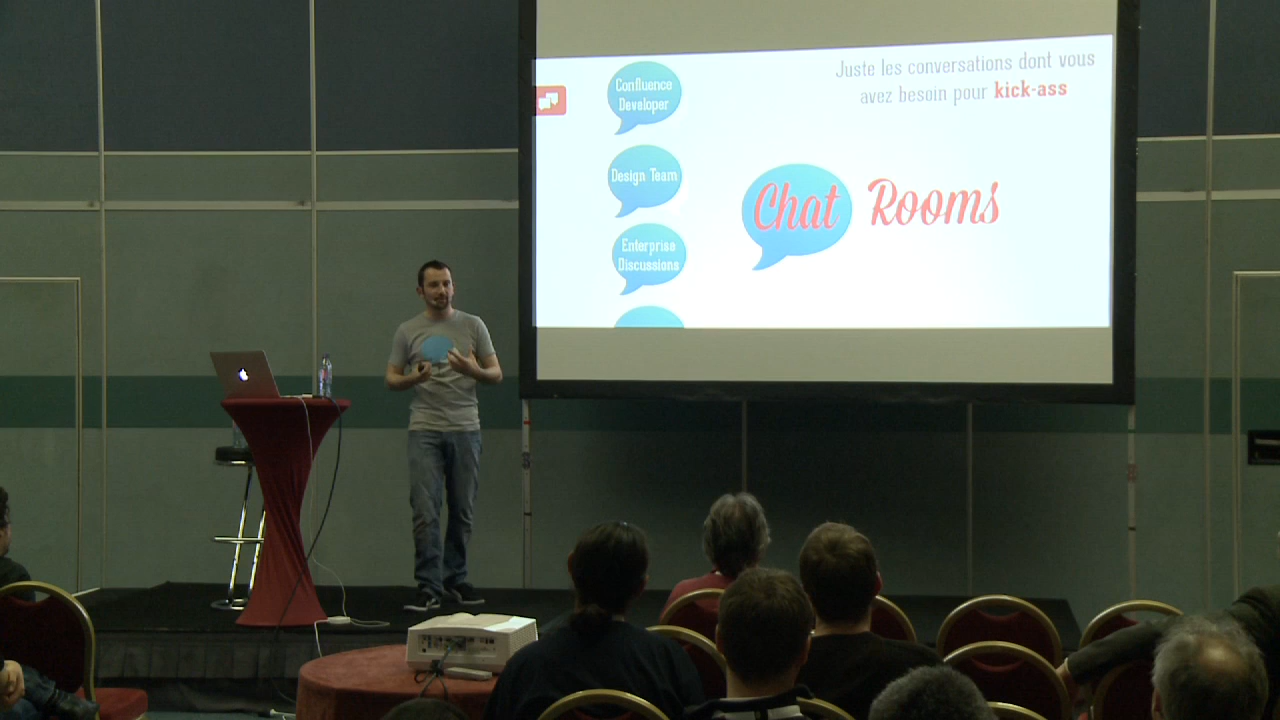 Juste les conversations dont vous
avez besoin pour kick-ass
Confluence
Developer
Design Team
Enterprise
Discussions
Chat Rooms